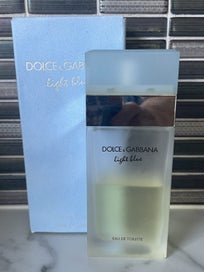 DOLCE & GABBANA
light blue
DOLCE & GABBANA
light blue
EAU DE TOILETTE